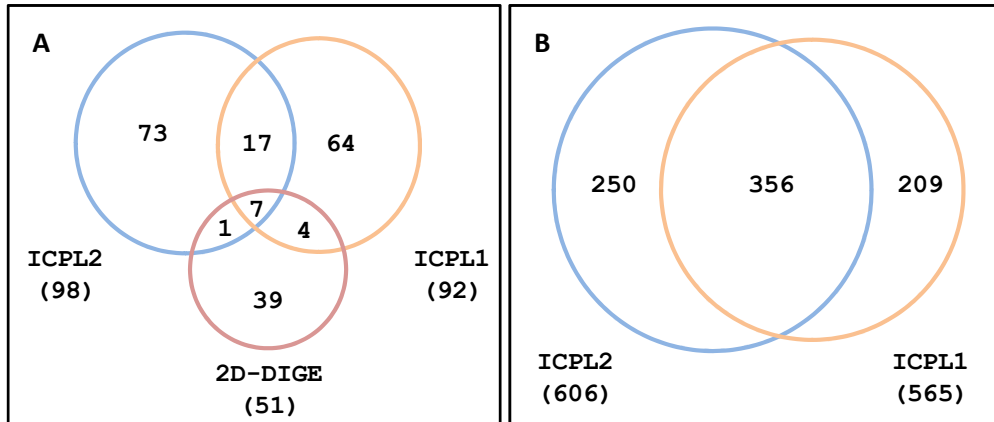 A
73
17
64
7
1
4
ICPL2
(98)
ICPL1
(92)
39
2D-DIGE
(51)
B
250
356
209
ICPL2
(606)
ICPL1
(565)